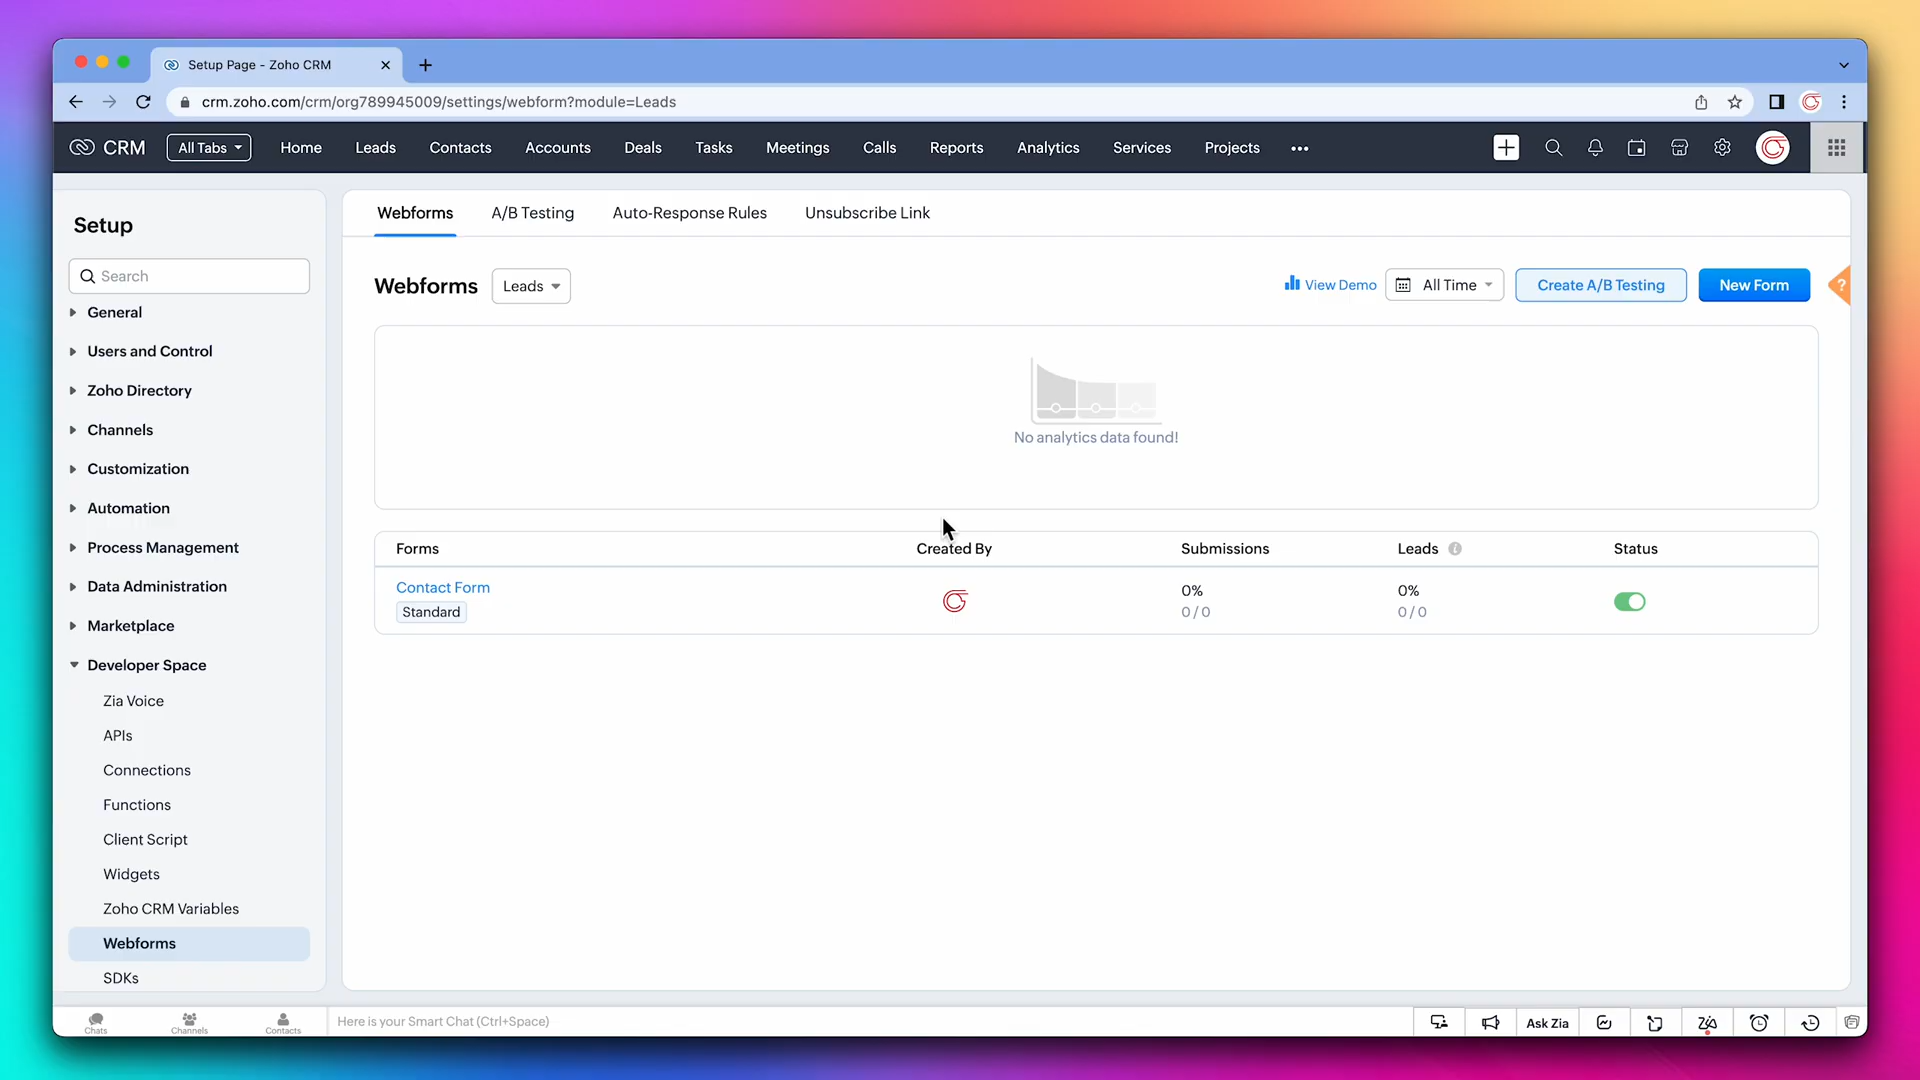 Setup Page - Zoho CRM
crm.zoho.com/crm/org789945009/settings/webform?module=Leads
CRM
All Tabs
Home
Leads
Contacts
Accounts
Deals
Tasks
Meetings
Calls
Reports
Analytics
Services
Projects
Setup
Search
General
Users and Control
Zoho Directory
Channels
Customization
Automation
Process Management
Data Administration
Marketplace
Developer Space
Zia Voice
APIs
Connections
Functions
Client Script
Widgets
Zoho CRM Variables
Webforms
SDKs
Webforms
A/B Testing
Auto-Response Rules
Unsubscribe Link
Webforms
Leads
View Demo
All Time
Create A/B Testing
New Form
?
No analytics data found!
Forms
Created By
Submissions
Leads
Status
Contact Form
Standard
0%
0 / 0
0%
0 / 0
Chats
Channels
Contacts
Here is your Smart Chat (Ctrl+Space)
Ask Zia